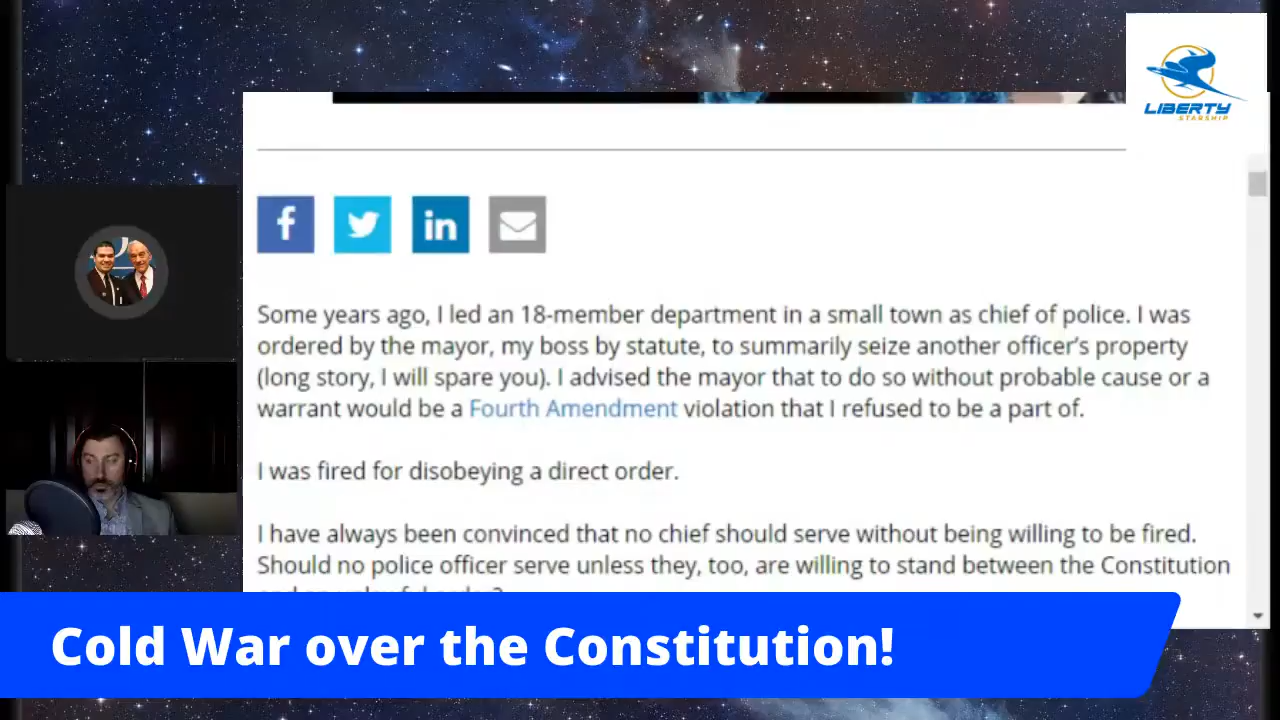 LIBERTY
STARSHIP
f
in
Some years ago, I led an 18-member department in a small town as chief of police. I was
ordered by the mayor, my boss by statute, to summarily seize another officer's property
(long story, I will spare you). I advised the mayor that to do so without probable cause or a
warrant would be a Fourth Amendment violation that I refused to be a part of.
I was fired for disobeying a direct order.
I have always been convinced that no chief should serve without being willing to be fired.
Should no police officer serve unless they, too, are willing to stand between the Constitution
Cold War over the Constitution!